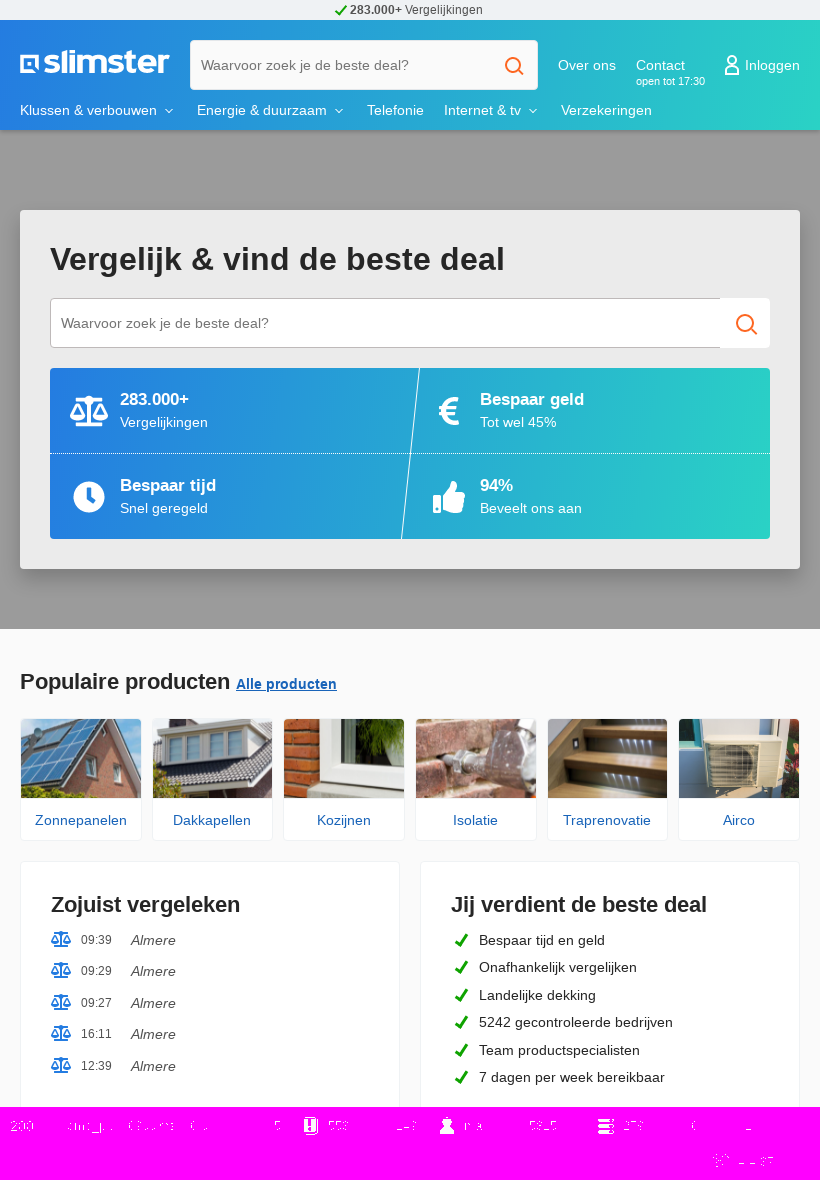 283.000+ Vergelijkingen
slimster
Waarvoor zoek je de beste deal?
Over ons
Contact
open tot 17:30
Inloggen
Klussen & verbouwen
Energie & duurzaam
Telefonie
Internet & tv
Verzekeringen
Vergelijk & vind de beste deal
Waarvoor zoek je de beste deal?
283.000+
Vergelijkingen
Bespaar geld
Tot wel 45%
Bespaar tijd
Snel geregeld
94%
Beveelt ons aan
Populaire producten Alle producten
Zonnepanelen
Dakkapellen
Kozijnen
Isolatie
Traprenovatie
Airco
Zojuist vergeleken
09:39 Almere
09:29 Almere
09:27 Almere
16:11 Almere
12:39 Almere
Jij verdient de beste deal
Bespaar tijd en geld
Onafhankelijk vergelijken
Landelijke dekking
5242 gecontroleerde bedrijven
Team productspecialisten
7 dagen per week bereikbaar
200